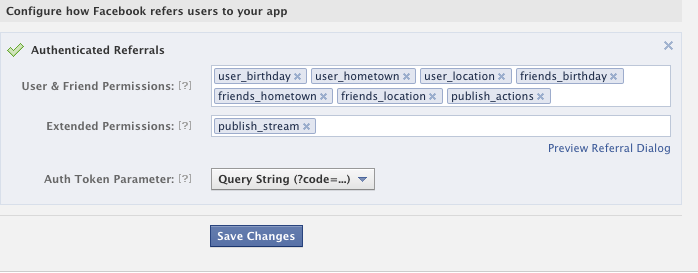 Configure how Facebook refers users to your app
Authenticated Referrals
User & Friend Permissions: [?]
user_birthday × user_hometown × user_location × friends_birthday ×
friends_hometown × friends_location × publish_actions ×
Extended Permissions: [?]
publish_stream ×
Preview Referral Dialog
Auth Token Parameter: [?]
Query String (?code=...)
Save Changes